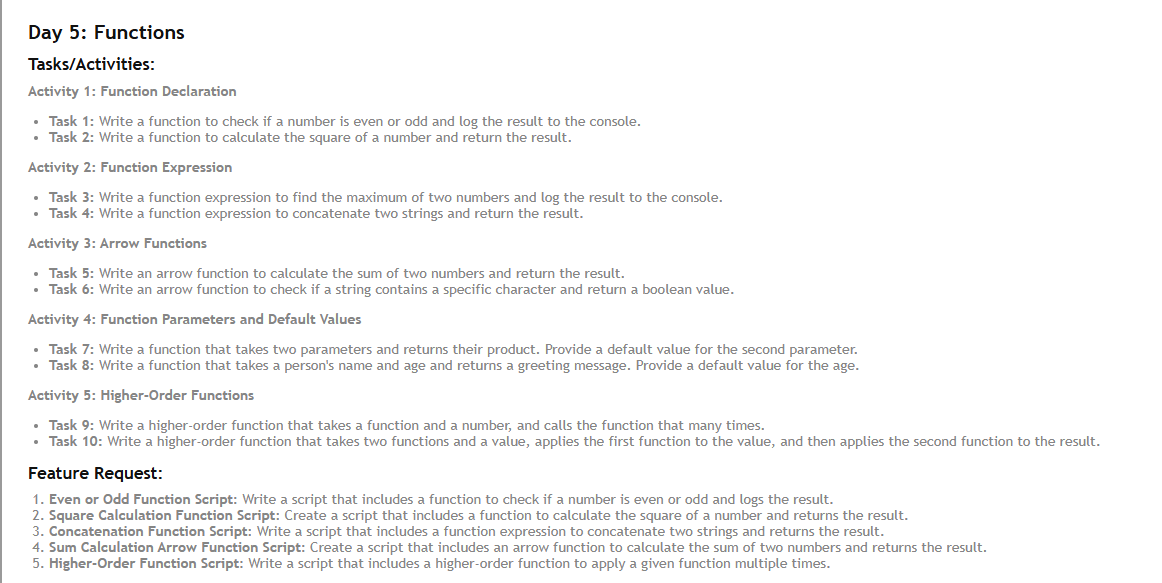 Day 5: Functions
Tasks/Activities:
Activity 1: Function Declaration
• Task 1: Write a function to check if a number is even or odd and log the result to the console.
• Task 2: Write a function to calculate the square of a number and return the result.
Activity 2: Function Expression
• Task 3: Write a function expression to find the maximum of two numbers and log the result to the console.
• Task 4: Write a function expression to concatenate two strings and return the result.
Activity 3: Arrow Functions
• Task 5: Write an arrow function to calculate the sum of two numbers and return the result.
• Task 6: Write an arrow function to check if a string contains a specific character and return a boolean value.
Activity 4: Function Parameters and Default Values
• Task 7: Write a function that takes two parameters and returns their product. Provide a default value for the second parameter.
• Task 8: Write a function that takes a person's name and age and returns a greeting message. Provide a default value for the age.
Activity 5: Higher-Order Functions
• Task 9: Write a higher-order function that takes a function and a number, and calls the function that many times.
• Task 10: Write a higher-order function that takes two functions and a value, applies the first function to the value, and then applies the second function to the result.
Feature Request:
1. Even or Odd Function Script: Write a script that includes a function to check if a number is even or odd and logs the result.
2. Square Calculation Function Script: Create a script that includes a function to calculate the square of a number and returns the result.
3. Concatenation Function Script: Write a script that includes a function expression to concatenate two strings and returns the result.
4. Sum Calculation Arrow Function Script: Create a script that includes an arrow function to calculate the sum of two numbers and returns the result.
5. Higher-Order Function Script: Write a script that includes a higher-order function to apply a given function multiple times.